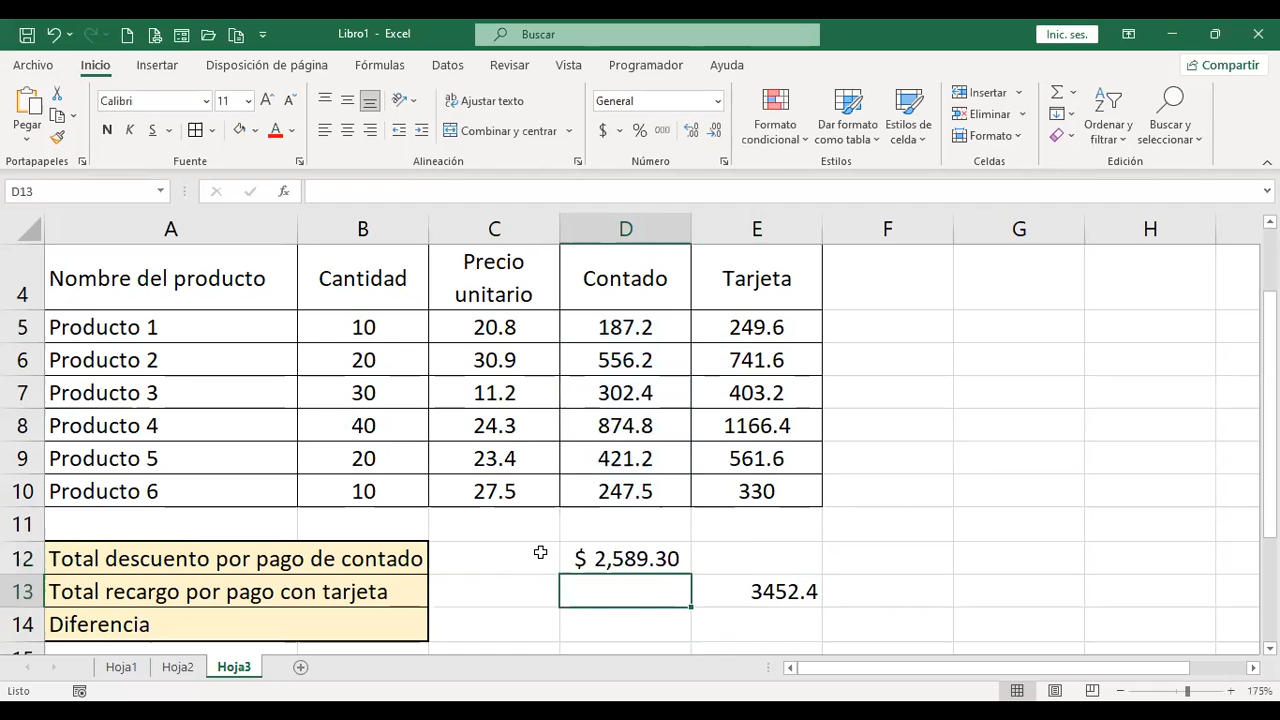 Libro1 - Excel
Buscar
Inic. ses.
Archivo Inicio Insertar Disposición de página Fórmulas Datos Revisar Vista Programador Ayuda
Compartir
Pegar
Portapapeles
Calibri 11
N K S
Fuente
Ajustar texto
Combinar y centrar
Alineación
General
$ % 000
Número
Formato condicional
Dar formato como tabla
Estilos de celda
Estilos
Insertar
Eliminar
Formato
Celdas
Ordenar y filtrar
Buscar y seleccionar
Edición
D13 fx
A B C D E F G H
4 Nombre del producto Cantidad Precio unitario Contado Tarjeta
5 Producto 1 10 20.8 187.2 249.6
6 Producto 2 20 30.9 556.2 741.6
7 Producto 3 30 11.2 302.4 403.2
8 Producto 4 40 24.3 874.8 1166.4
9 Producto 5 20 23.4 421.2 561.6
10 Producto 6 10 27.5 247.5 330
11
12 Total descuento por pago de contado $ 2,589.30
13 Total recargo por pago con tarjeta 3452.4
14 Diferencia
Hoja1 Hoja2 Hoja3
Listo
175%